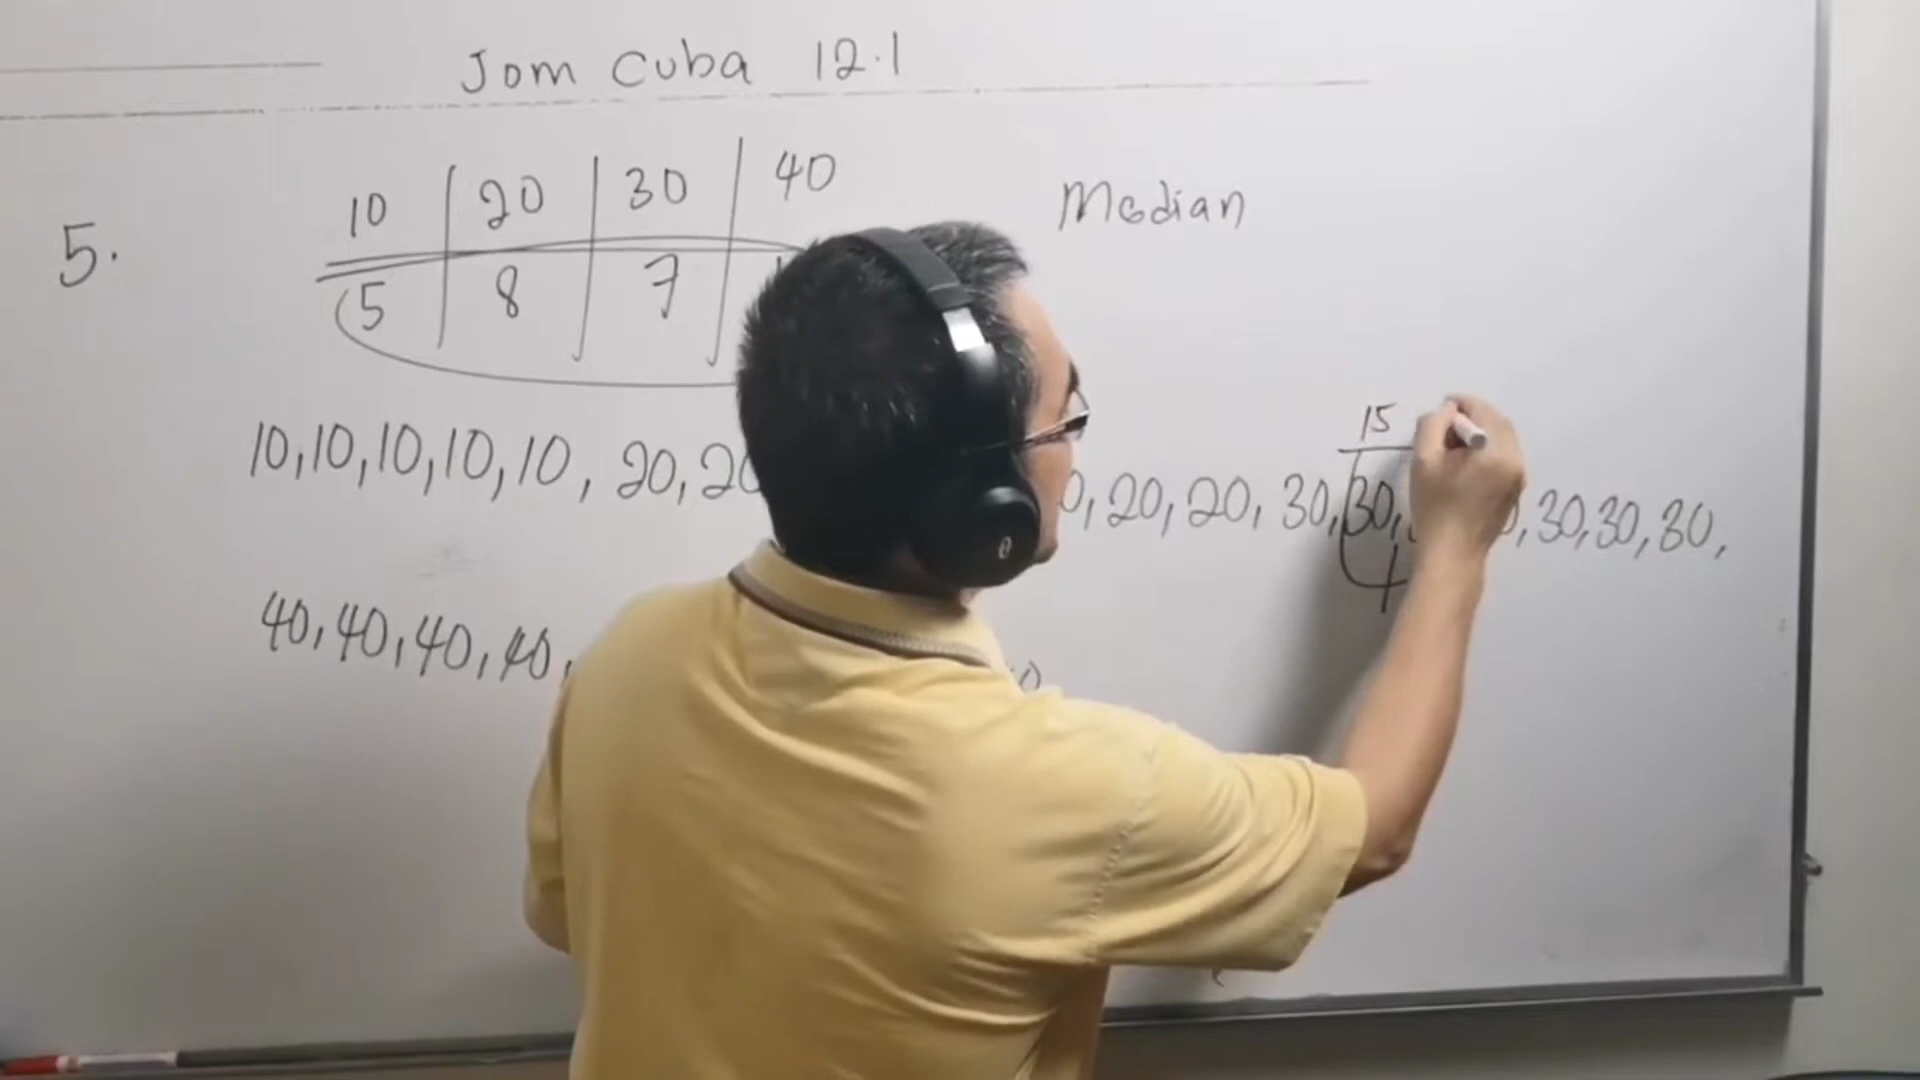 Jom Cuba 12.1
5.
10 20 30 40
Median
5 8 7
15
10, 10, 10, 10, 10, 20, 20, 20, 20, 30, 30, 30, 30, 30,
40, 40, 40, 40,